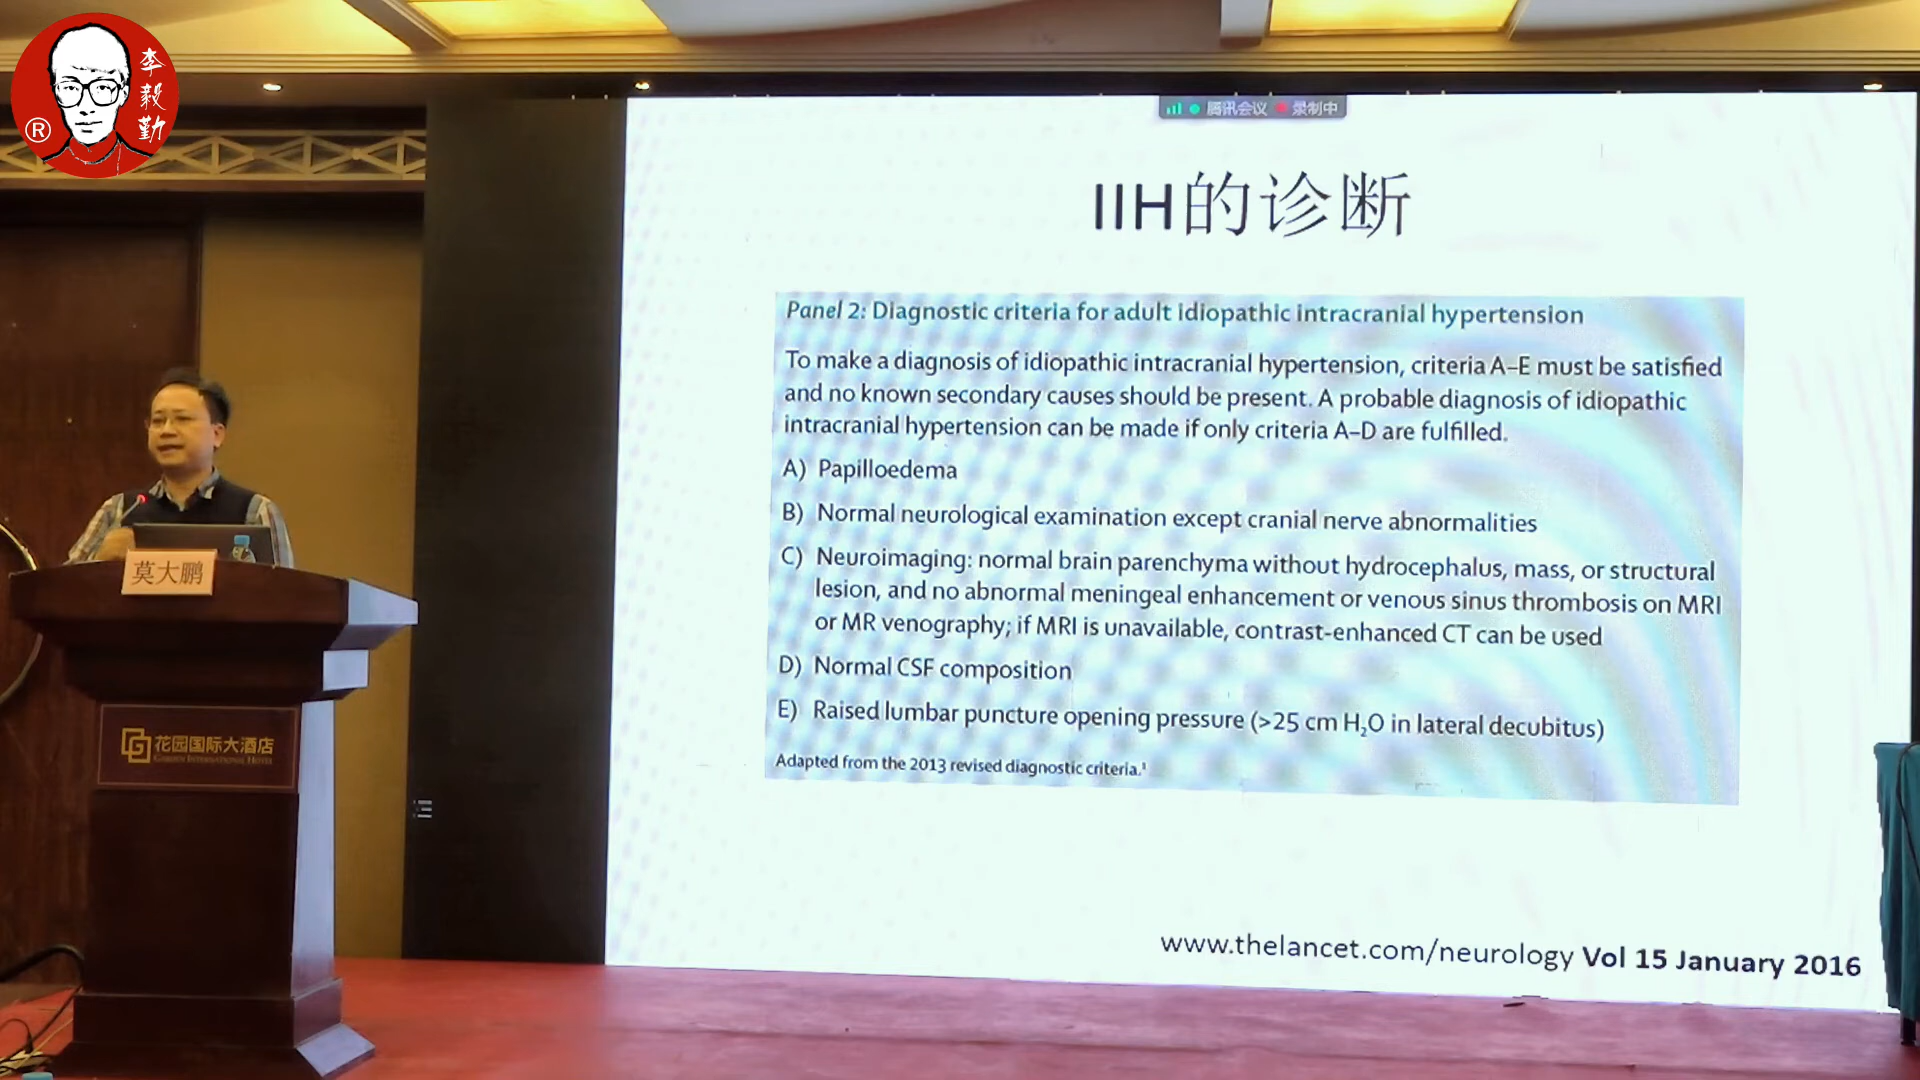 李毅勤
®
腾讯会议 录制中
IIH的诊断
Panel 2: Diagnostic criteria for adult idiopathic intracranial hypertension
To make a diagnosis of idiopathic intracranial hypertension, criteria A–E must be satisfied
and no known secondary causes should be present. A probable diagnosis of idiopathic
intracranial hypertension can be made if only criteria A–D are fulfilled.
A) Papilloedema
B) Normal neurological examination except cranial nerve abnormalities
C) Neuroimaging: normal brain parenchyma without hydrocephalus, mass, or structural
lesion, and no abnormal meningeal enhancement or venous sinus thrombosis on MRI
or MR venography; if MRI is unavailable, contrast-enhanced CT can be used
D) Normal CSF composition
E) Raised lumbar puncture opening pressure (>25 cm H₂O in lateral decubitus)
Adapted from the 2013 revised diagnostic criteria.¹
www.thelancet.com/neurology Vol 15 January 2016
莫大鹏
花园国际大酒店
GARDEN INTERNATIONAL HOTEL